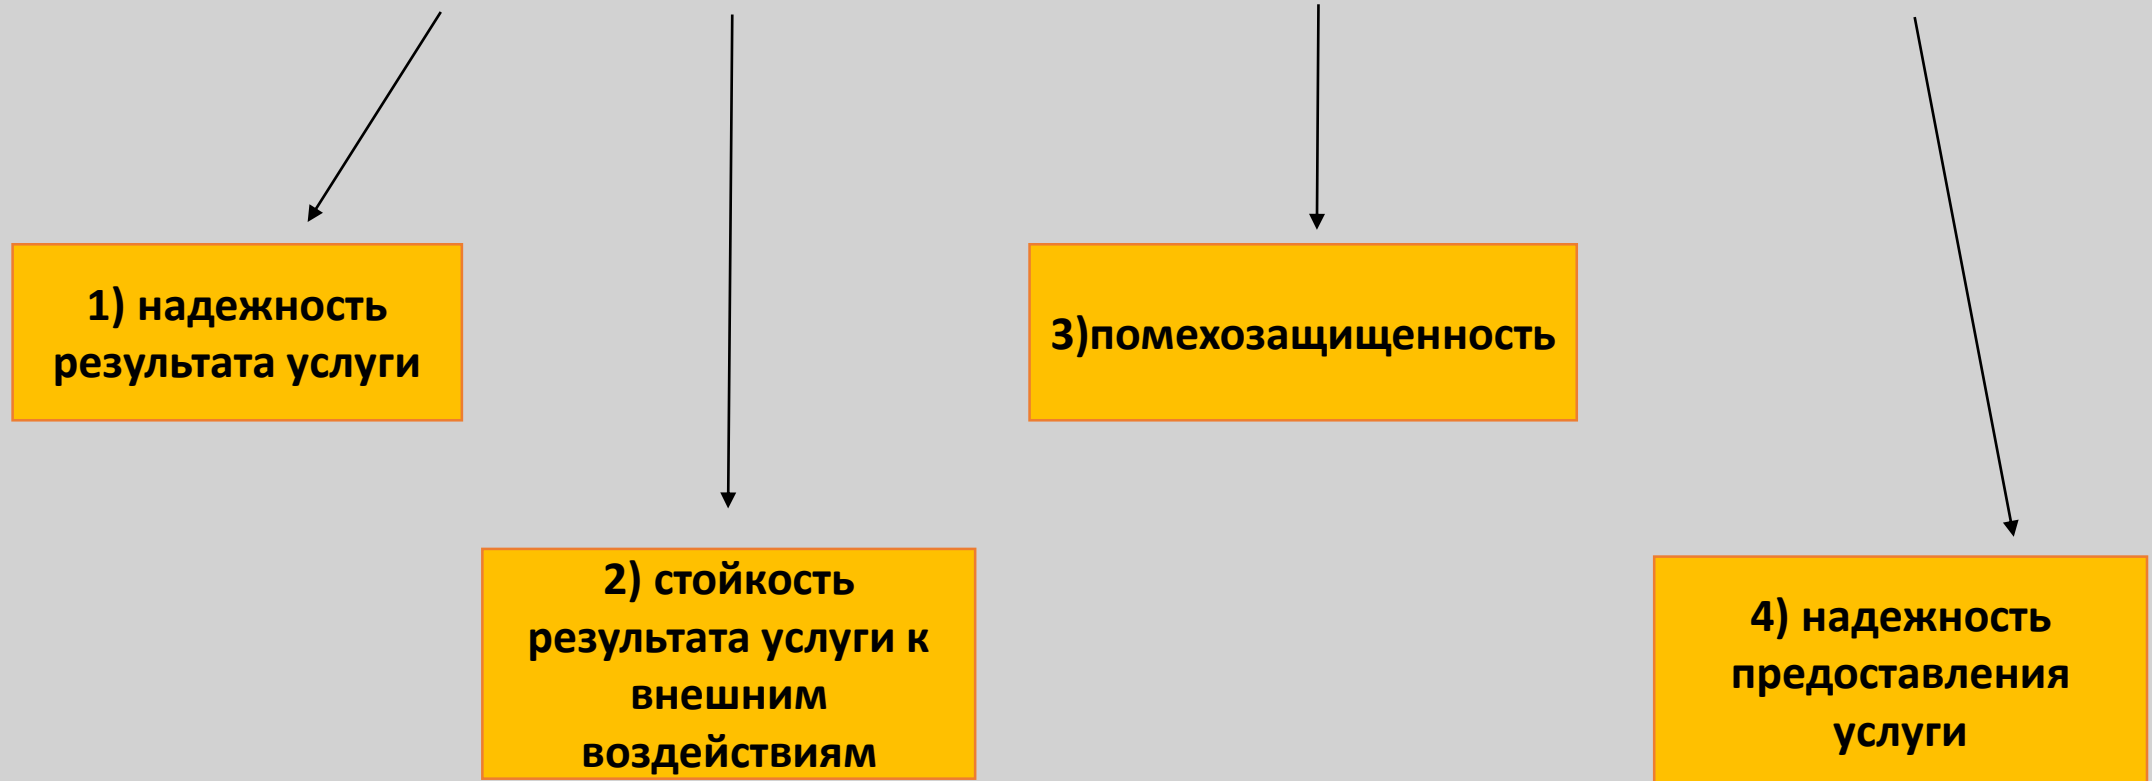 1) надежность
результата услуги
2) стойкость
результата услуги к
внешним
воздействиям
3)помехозащищенность
4) надежность
предоставления
услуги